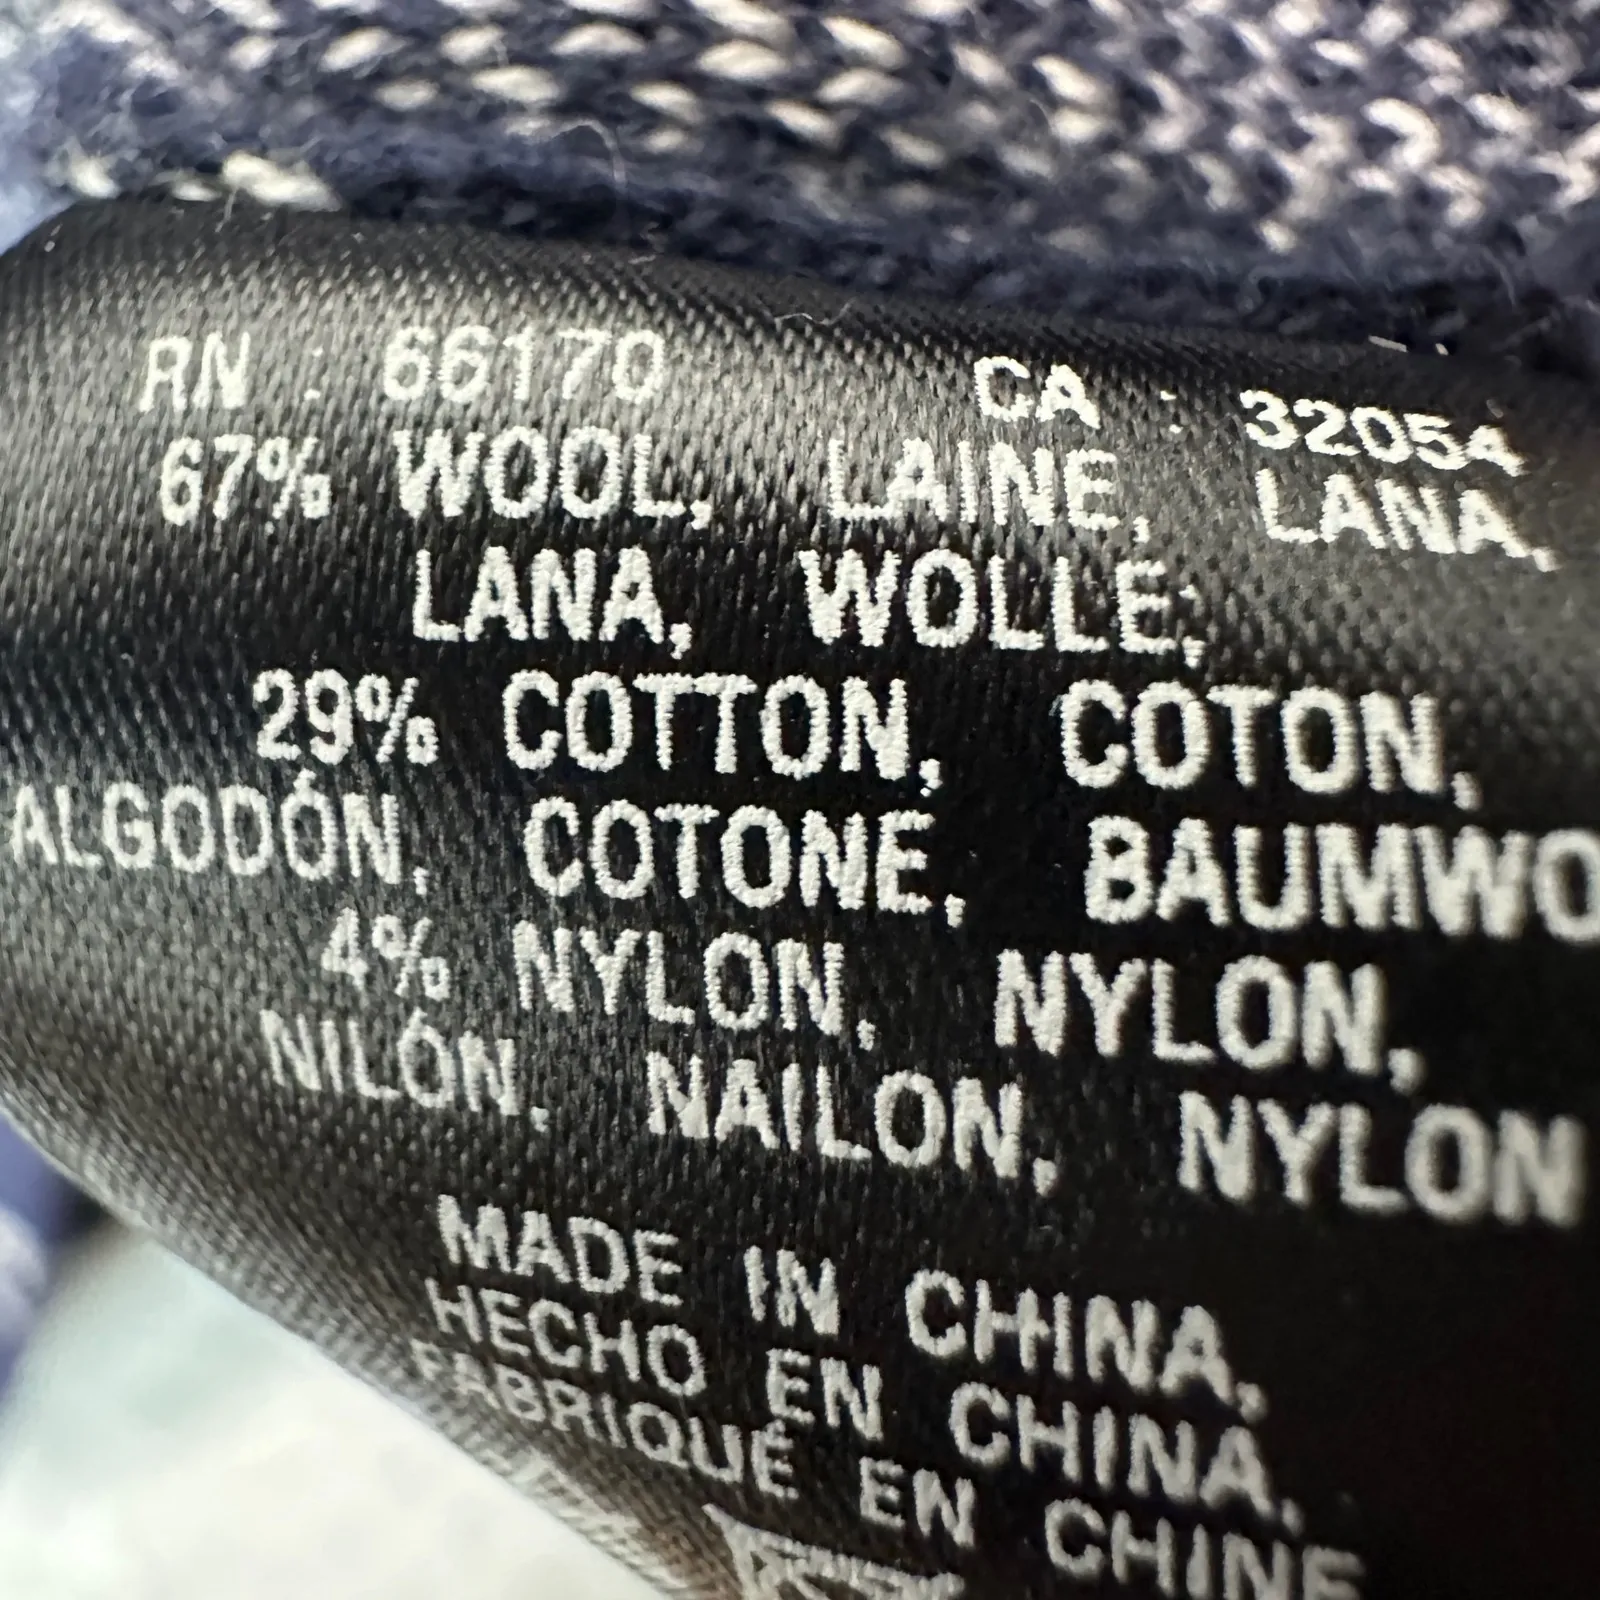 RN : 66170 CA : 32054
67% WOOL, LAINE, LANA,
LANA, WOLLE;
29% COTTON, COTON,
ALGODÓN, COTONE, BAUMWO
4% NYLON, NYLON,
NILÓN, NAILON, NYLON
MADE IN CHINA,
HECHO EN CHINA,
FABRIQUÉ EN CHINE